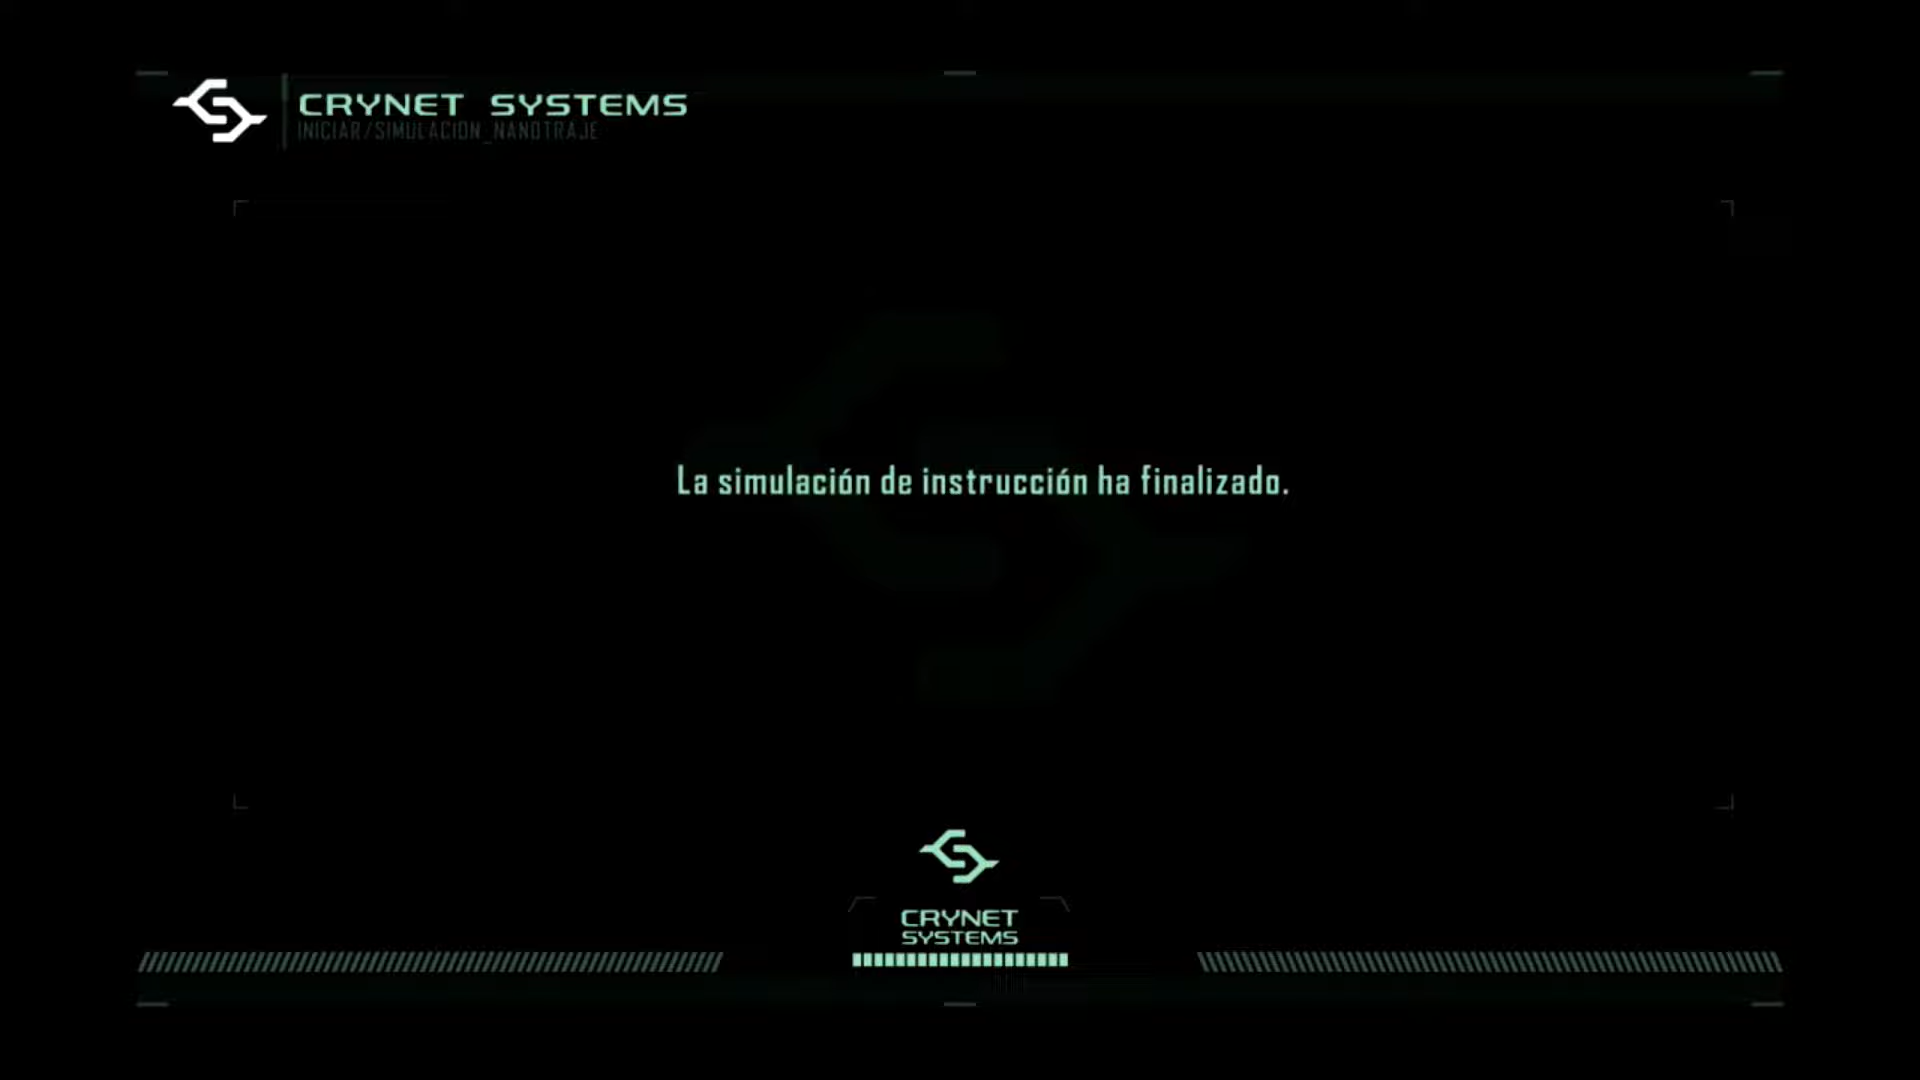 CRYNET SYSTEMS
INICIAR/SIMULACION_NANOTRAJE
La simulación de instrucción ha finalizado.
CRYNET
SYSTEMS